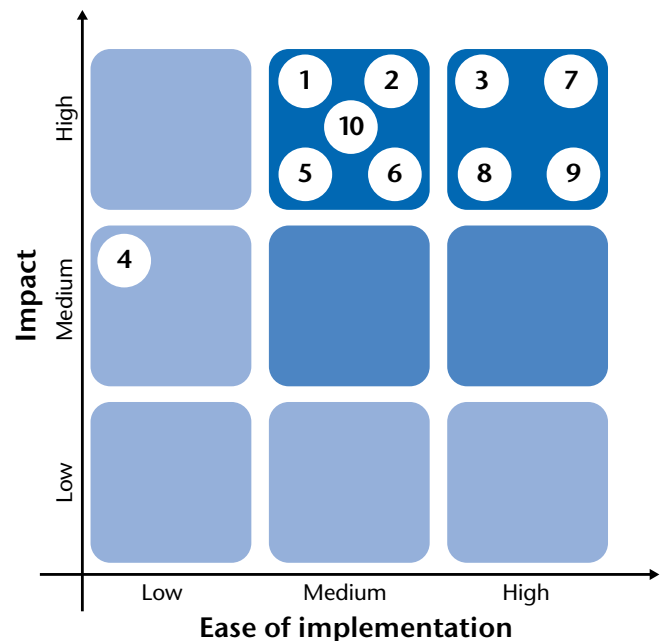 High
1 2 3 7
10
5 6 8 9
Impact
Medium
4
Low
Low Medium High
Ease of implementation